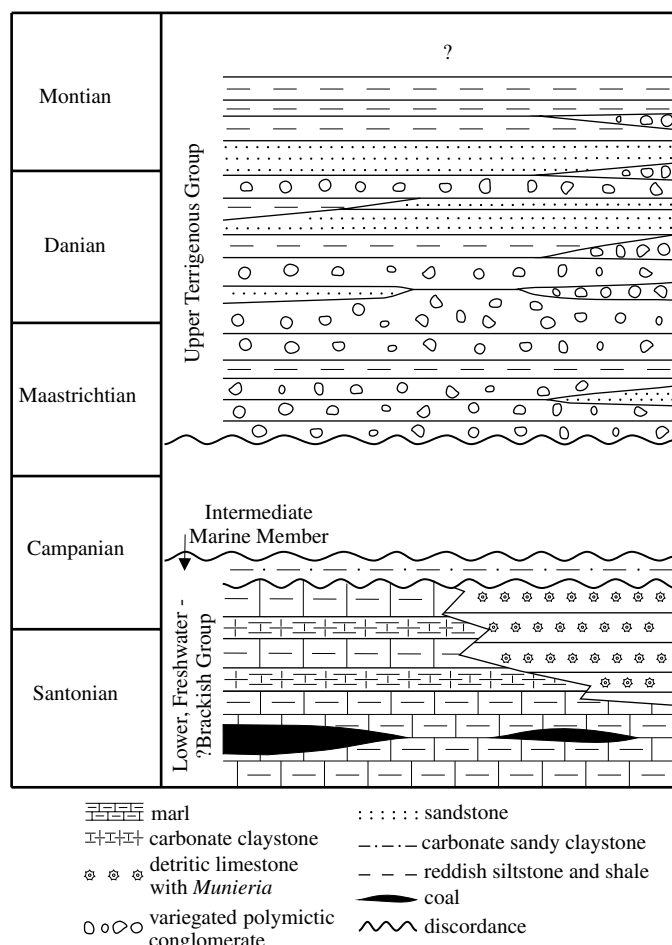 ?
Montian
Danian
Maastrichtian
Campanian
Santonian
Upper Terrigenous Group
Intermediate
Marine Member
Lower, Freshwater -
?Brackish Group
marl
carbonate claystone
detritic limestone
with Munieria
variegated polymictic
conglomerate
sandstone
carbonate sandy claystone
reddish siltstone and shale
coal
discordance